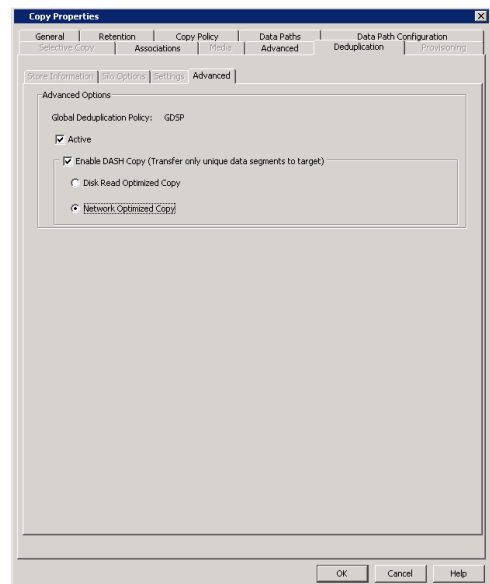 Copy Properties
General Retention Copy Policy Data Paths Data Path Configuration
Selective Copy Associations Media Advanced Deduplication Provisioning
Store Information Silo Options Settings Advanced
Advanced Options
Global Deduplication Policy: GDSP
Active
Enable DASH Copy (Transfer only unique data segments to target)
Disk Read Optimized Copy
Network Optimized Copy
OK Cancel Help